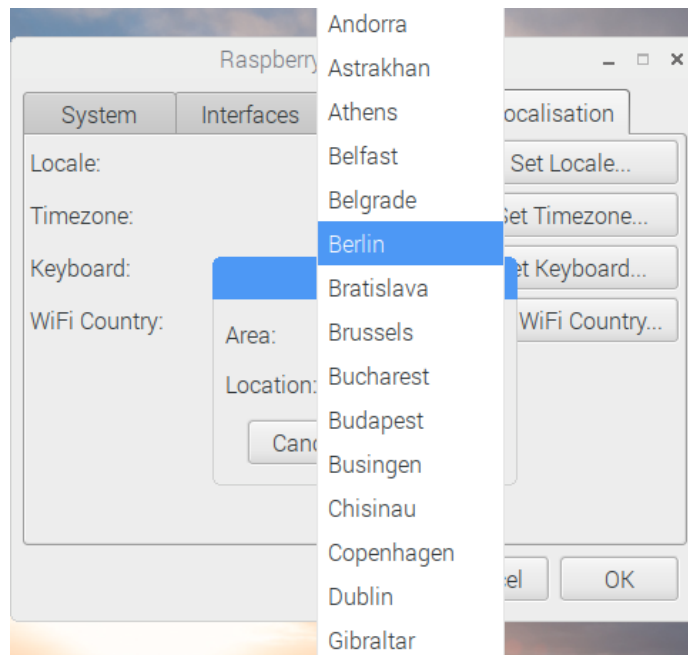 Raspberry
System
Interfaces
ocalisation
Locale:
Set Locale...
Timezone:
Set Timezone...
Keyboard:
et Keyboard...
WiFi Country:
WiFi Country...
Area:
Location:
Canc
el
OK
Andorra
Astrakhan
Athens
Belfast
Belgrade
Berlin
Bratislava
Brussels
Bucharest
Budapest
Busingen
Chisinau
Copenhagen
Dublin
Gibraltar